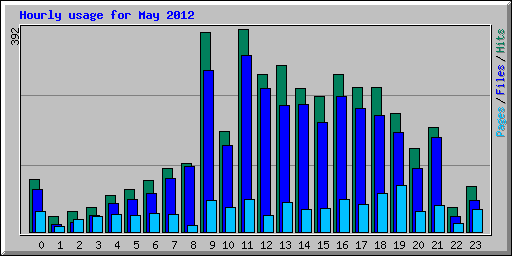 Hourly usage for May 2012
392
Pages / Files / Hits
0 1 2 3 4 5 6 7 8 9 10 11 12 13 14 15 16 17 18 19 20 21 22 23